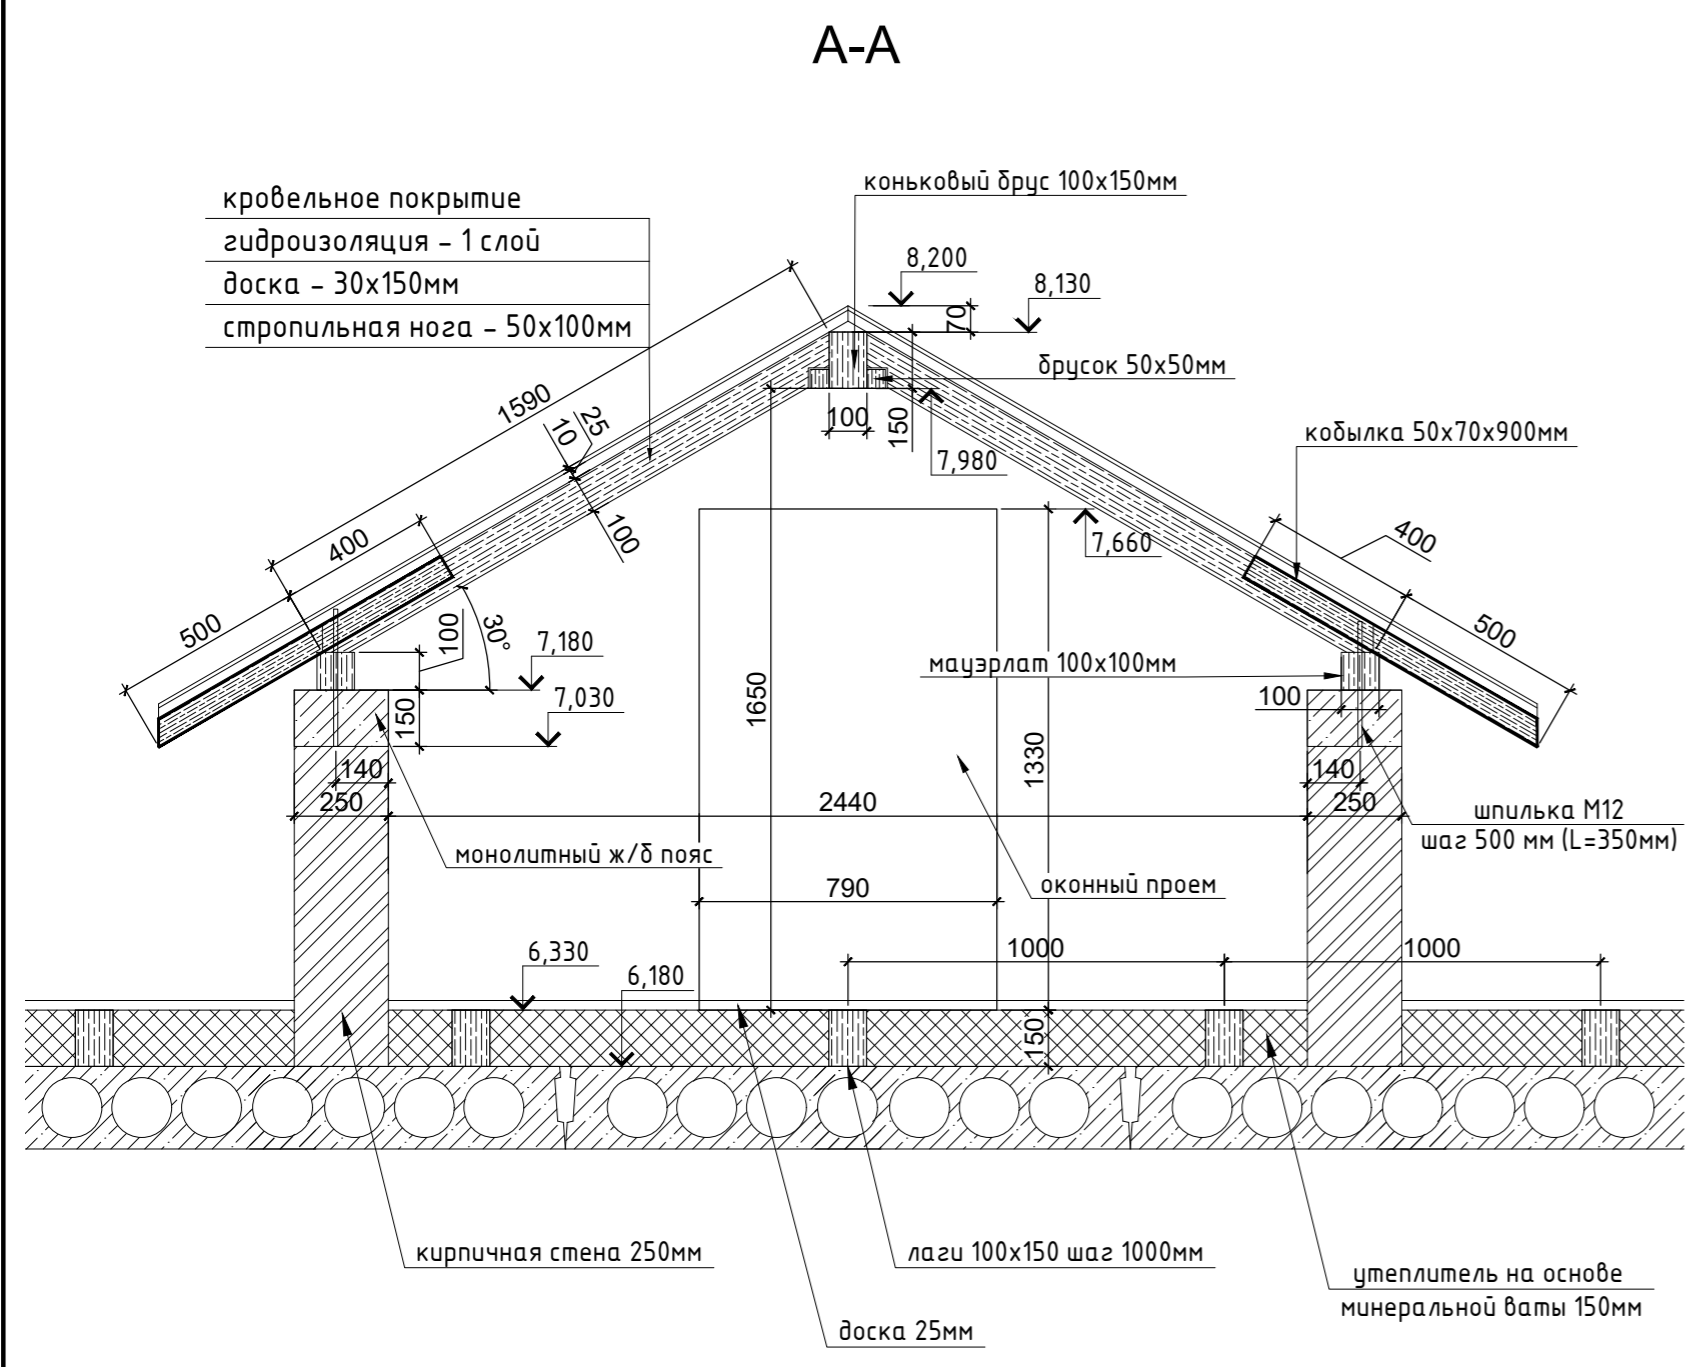 А-А
кровельное покрытие
гидроизоляция - 1 слой
доска - 30х150мм
стропильная нога - 50х100мм
коньковый брус 100х150мм
8,200
8,130
70
брусок 50х50мм
1590
25
10
100
100
150
7,980
кобылка 50х70х900мм
400
400
7,660
500
500
100
30°
7,180
7,030
150
мауэрлат 100х100мм
100
1650
1330
140
250
2440
140
250
шпилька М12
шаг 500 мм (L=350мм)
монолитный ж/б пояс
790
оконный проем
6,330
6,180
1000
1000
150
кирпичная стена 250мм
лаги 100х150 шаг 1000мм
утеплитель на основе
минеральной ваты 150мм
доска 25мм